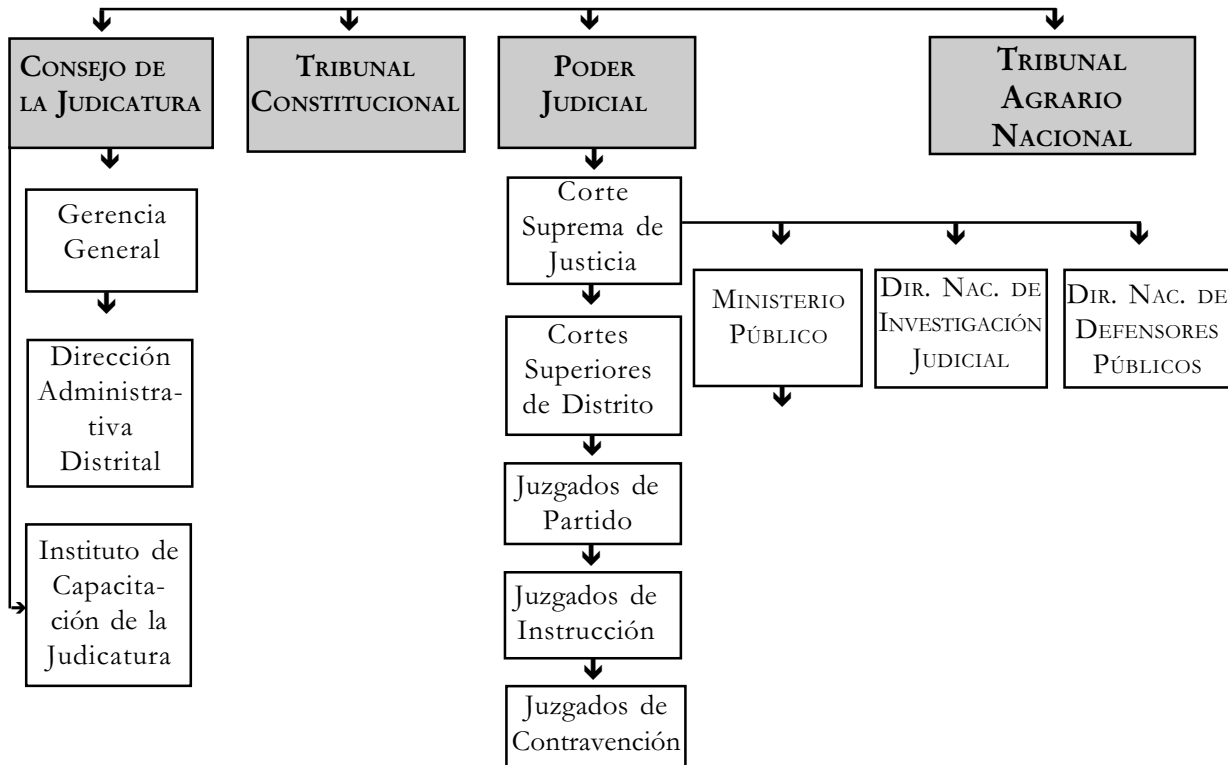 CONSEJO DE
LA JUDICATURA
TRIBUNAL
CONSTITUCIONAL
PODER
JUDICIAL
TRIBUNAL
AGRARIO
NACIONAL
Gerencia
General
Dirección
Administra-
tiva
Distrital
Instituto de
Capacita-
ción de la
Judicatura
Corte
Suprema de
Justicia
Cortes
Superiores
de Distrito
Juzgados de
Partido
Juzgados de
Instrucción
Juzgados de
Contravención
MINISTERIO
PÚBLICO
DIR. NAC. DE
INVESTIGACIÓN
JUDICIAL
DIR. NAC. DE
DEFENSORES
PÚBLICOS